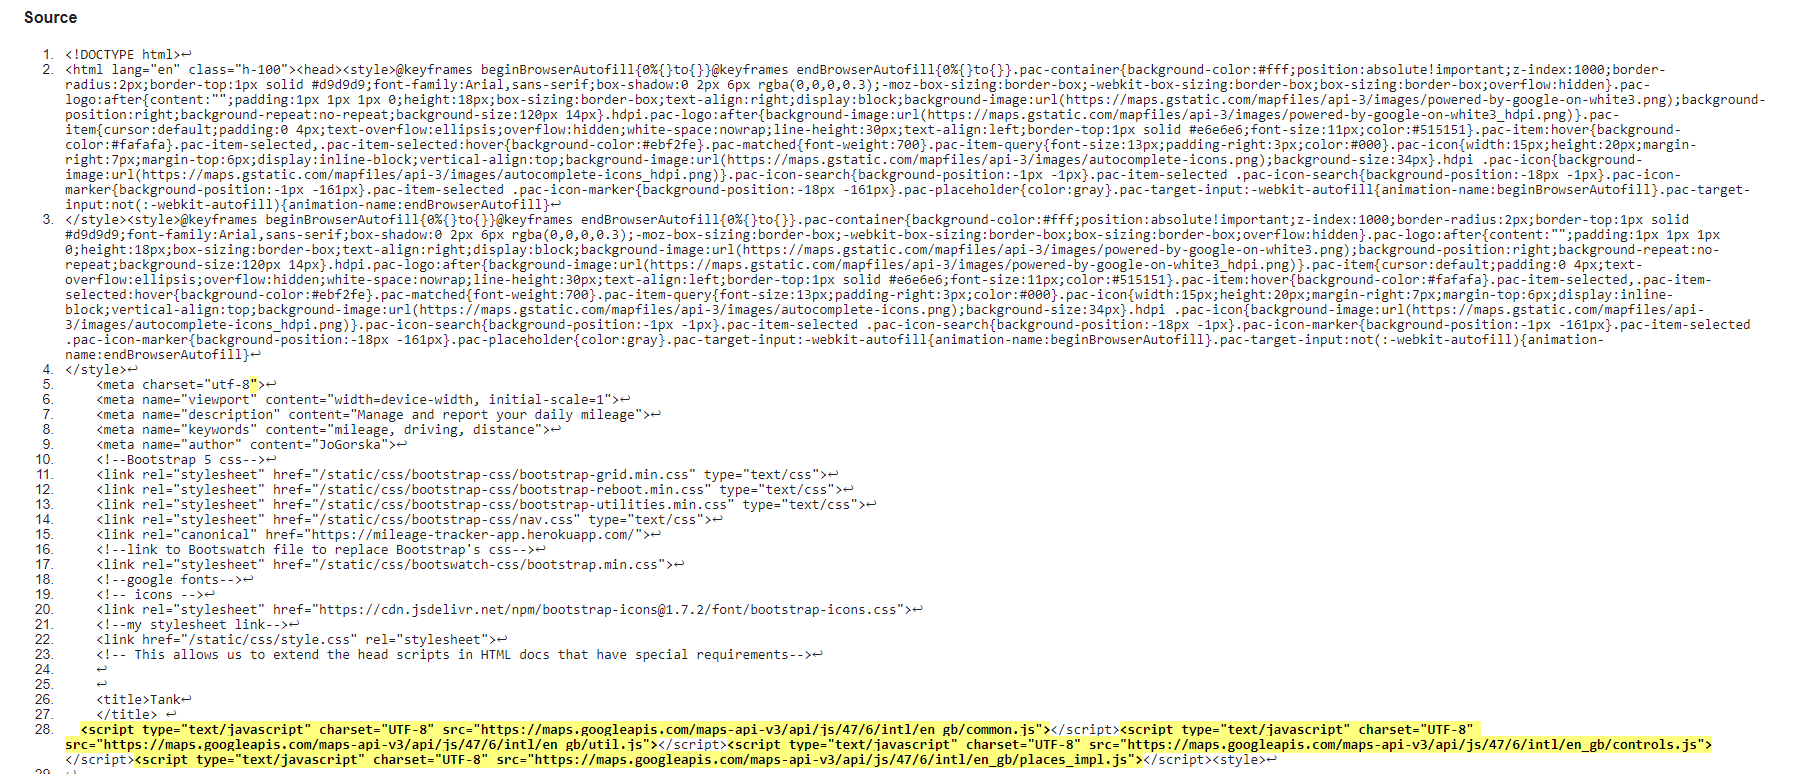 Source
1. <!DOCTYPE html>↩
2. <html lang="en" class="h-100"><head><style>@keyframes beginBrowserAutofill{0%{}to{}}@keyframes endBrowserAutofill{0%{}to{}}.pac-container{background-color:#fff;position:absolute!important;z-index:1000;border-
radius:2px;border-top:1px solid #d9d9d9;font-family:Arial,sans-serif;box-shadow:0 2px 6px rgba(0,0,0,0.3);-moz-box-sizing:border-box;-webkit-box-sizing:border-box;box-sizing:border-box;overflow:hidden}.pac-
logo:after{content:"";padding:1px 1px 1px 0;height:18px;box-sizing:border-box;text-align:right;display:block;background-image:url(https://maps.gstatic.com/mapfiles/api-3/images/powered-by-google-on-white3.png);background-
position:right;background-repeat:no-repeat;background-size:120px 14px}.hdpi.pac-logo:after{background-image:url(https://maps.gstatic.com/mapfiles/api-3/images/powered-by-google-on-white3_hdpi.png)}.pac-
item{cursor:default;padding:0 4px;text-overflow:ellipsis;overflow:hidden;white-space:nowrap;line-height:30px;text-align:left;border-top:1px solid #e6e6e6;font-size:11px;color:#515151}.pac-item:hover{background-
color:#fafafa}.pac-item-selected,.pac-item-selected:hover{background-color:#ebf2fe}.pac-matched{font-weight:700}.pac-item-query{font-size:13px;padding-right:3px;color:#000}.pac-icon{width:15px;height:20px;margin-
right:7px;margin-top:6px;display:inline-block;vertical-align:top;background-image:url(https://maps.gstatic.com/mapfiles/api-3/images/autocomplete-icons.png);background-size:34px}.hdpi .pac-icon{background-
image:url(https://maps.gstatic.com/mapfiles/api-3/images/autocomplete-icons_hdpi.png)}.pac-icon-search{background-position:-1px -1px}.pac-item-selected .pac-icon-search{background-position:-18px -1px}.pac-icon-
marker{background-position:-1px -161px}.pac-item-selected .pac-icon-marker{background-position:-18px -161px}.pac-placeholder{color:gray}.pac-target-input:-webkit-autofill{animation-name:beginBrowserAutofill}.pac-target-
input:not(:-webkit-autofill){animation-name:endBrowserAutofill}↩
3. </style><style>@keyframes beginBrowserAutofill{0%{}to{}}@keyframes endBrowserAutofill{0%{}to{}}.pac-container{background-color:#fff;position:absolute!important;z-index:1000;border-radius:2px;border-top:1px solid
#d9d9d9;font-family:Arial,sans-serif;box-shadow:0 2px 6px rgba(0,0,0,0.3);-moz-box-sizing:border-box;-webkit-box-sizing:border-box;box-sizing:border-box;overflow:hidden}.pac-logo:after{content:"";padding:1px 1px 1px
0;height:18px;box-sizing:border-box;text-align:right;display:block;background-image:url(https://maps.gstatic.com/mapfiles/api-3/images/powered-by-google-on-white3.png);background-position:right;background-repeat:no-
repeat;background-size:120px 14px}.hdpi.pac-logo:after{background-image:url(https://maps.gstatic.com/mapfiles/api-3/images/powered-by-google-on-white3_hdpi.png)}.pac-item{cursor:default;padding:0 4px;text-
overflow:ellipsis;overflow:hidden;white-space:nowrap;line-height:30px;text-align:left;border-top:1px solid #e6e6e6;font-size:11px;color:#515151}.pac-item:hover{background-color:#fafafa}.pac-item-selected,.pac-item-
selected:hover{background-color:#ebf2fe}.pac-matched{font-weight:700}.pac-item-query{font-size:13px;padding-right:3px;color:#000}.pac-icon{width:15px;height:20px;margin-right:7px;margin-top:6px;display:inline-
block;vertical-align:top;background-image:url(https://maps.gstatic.com/mapfiles/api-3/images/autocomplete-icons.png);background-size:34px}.hdpi .pac-icon{background-image:url(https://maps.gstatic.com/mapfiles/api-
3/images/autocomplete-icons_hdpi.png)}.pac-icon-search{background-position:-1px -1px}.pac-item-selected .pac-icon-search{background-position:-18px -1px}.pac-icon-marker{background-position:-1px -161px}.pac-item-selected
.pac-icon-marker{background-position:-18px -161px}.pac-placeholder{color:gray}.pac-target-input:-webkit-autofill{animation-name:beginBrowserAutofill}.pac-target-input:not(:-webkit-autofill){animation-
name:endBrowserAutofill}↩
4. </style>↩
5. <meta charset="utf-8">↩
6. <meta name="viewport" content="width=device-width, initial-scale=1">↩
7. <meta name="description" content="Manage and report your daily mileage">↩
8. <meta name="keywords" content="mileage, driving, distance">↩
9. <meta name="author" content="JoGorska">↩
10. <!--Bootstrap 5 css-->↩
11. <link rel="stylesheet" href="/static/css/bootstrap-css/bootstrap-grid.min.css" type="text/css">↩
12. <link rel="stylesheet" href="/static/css/bootstrap-css/bootstrap-reboot.min.css" type="text/css">↩
13. <link rel="stylesheet" href="/static/css/bootstrap-css/bootstrap-utilities.min.css" type="text/css">↩
14. <link rel="stylesheet" href="/static/css/bootstrap-css/nav.css" type="text/css">↩
15. <link rel="canonical" href="https://mileage-tracker-app.herokuapp.com/">↩
16. <!--link to Bootswatch file to replace Bootstrap's css-->↩
17. <link rel="stylesheet" href="/static/css/bootswatch-css/bootstrap.min.css">↩
18. <!--google fonts-->↩
19. <!-- icons -->↩
20. <link rel="stylesheet" href="https://cdn.jsdelivr.net/npm/bootstrap-icons@1.7.2/font/bootstrap-icons.css">↩
21. <!--my stylesheet link-->↩
22. <link href="/static/css/style.css" rel="stylesheet">↩
23. <!-- This allows us to extend the head scripts in HTML docs that have special requirements-->↩
24. ↩
25. ↩
26. <title>Tank↩
27. </title> ↩
28. <script type="text/javascript" charset="UTF-8" src="https://maps.googleapis.com/maps-api-v3/api/js/47/6/intl/en_gb/common.js"></script><script type="text/javascript" charset="UTF-8"
src="https://maps.googleapis.com/maps-api-v3/api/js/47/6/intl/en_gb/util.js"></script><script type="text/javascript" charset="UTF-8" src="https://maps.googleapis.com/maps-api-v3/api/js/47/6/intl/en_gb/controls.js">
</script><script type="text/javascript" charset="UTF-8" src="https://maps.googleapis.com/maps-api-v3/api/js/47/6/intl/en_gb/places_impl.js"></script><style>↩
29.